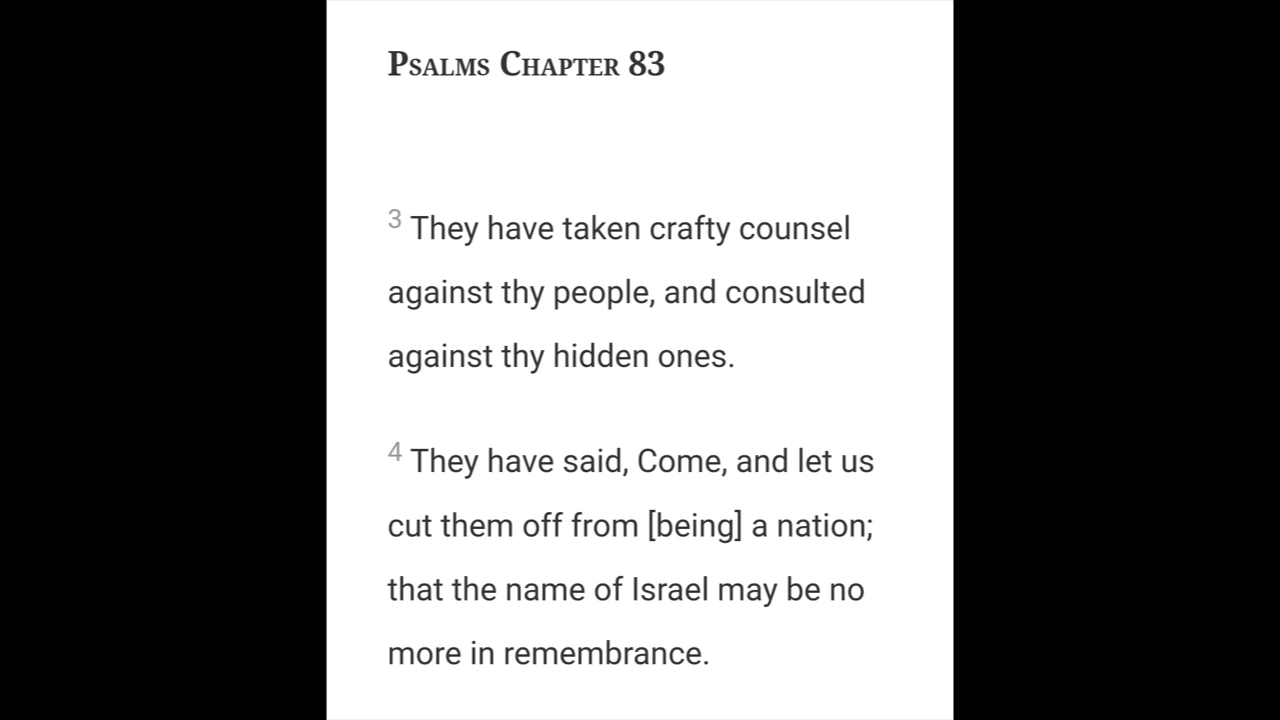 Psalms Chapter 83
3 They have taken crafty counsel
against thy people, and consulted
against thy hidden ones.
4 They have said, Come, and let us
cut them off from [being] a nation;
that the name of Israel may be no
more in remembrance.